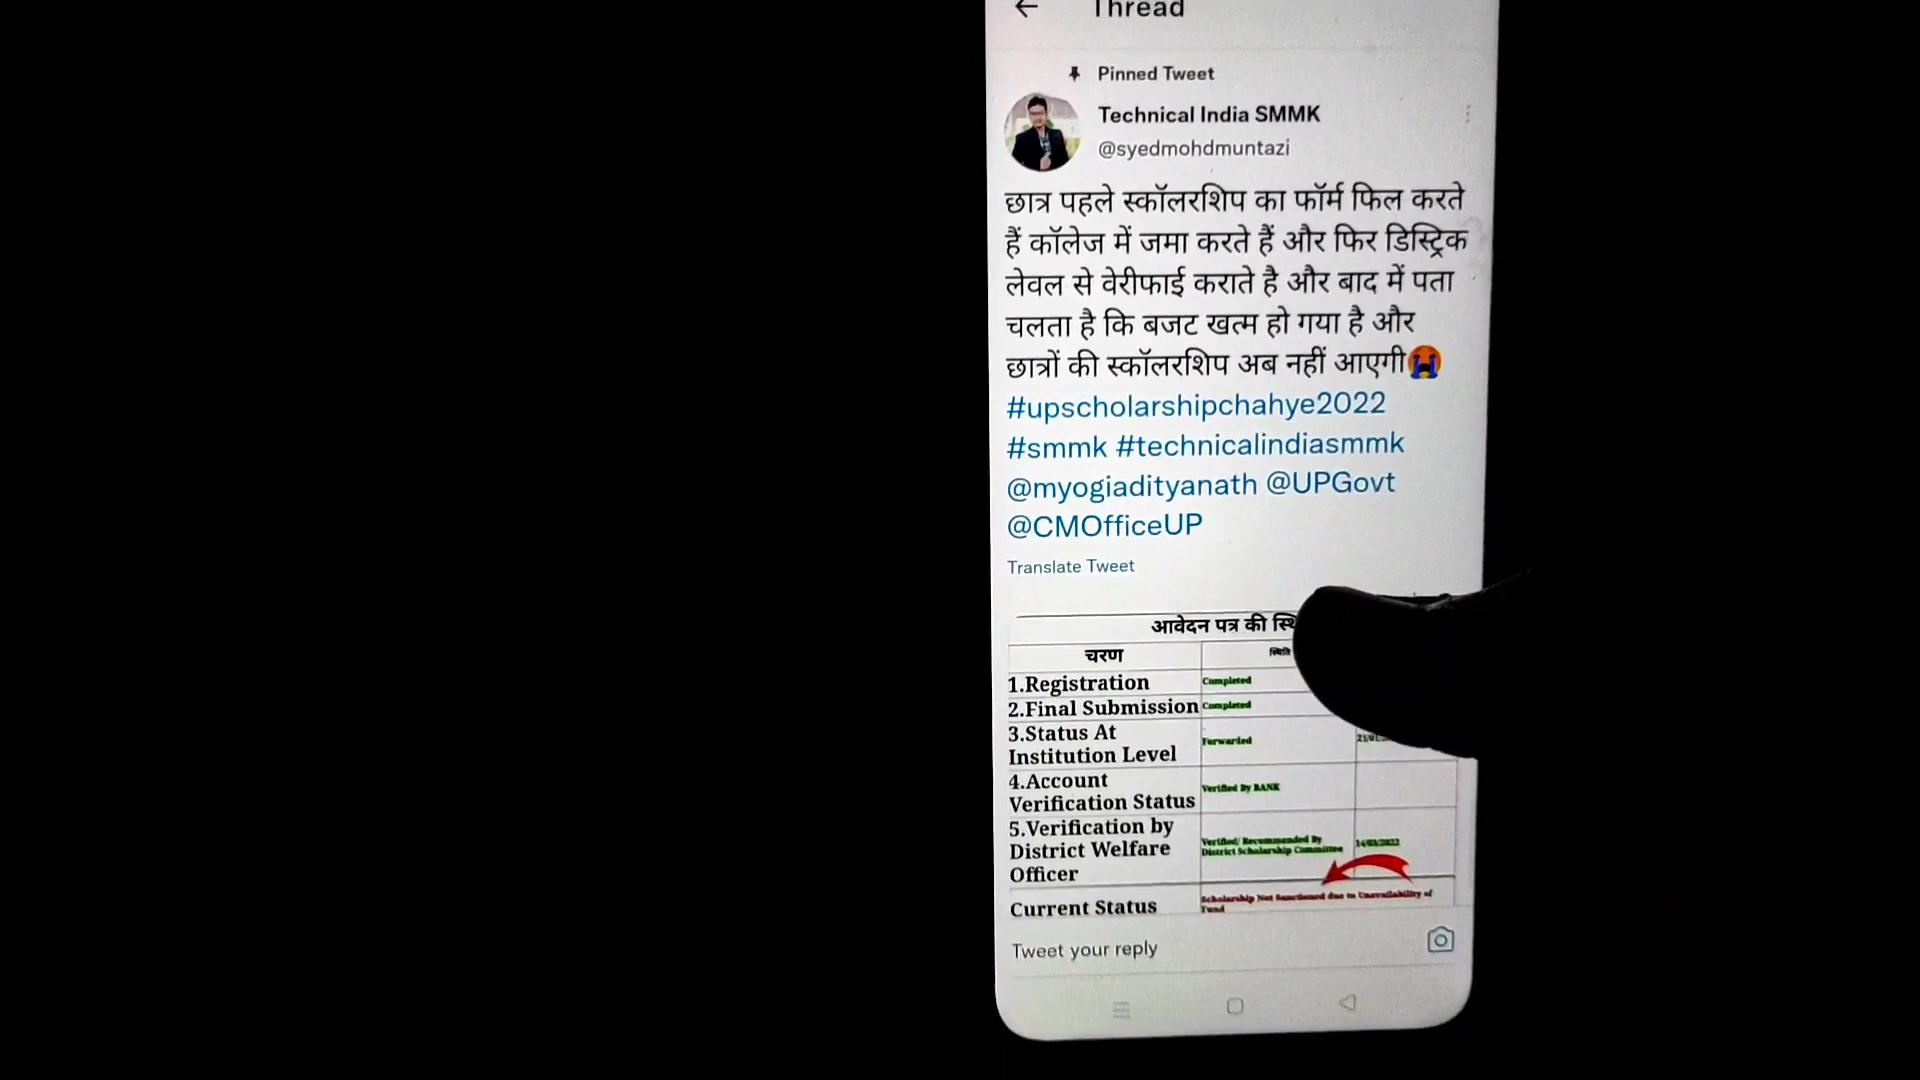 Thread
Pinned Tweet
Technical India SMMK
@syedmohdmuntazi
छात्र पहले स्कॉलरशिप का फॉर्म फिल करते
हैं कॉलेज में जमा करते हैं और फिर डिस्ट्रिक
लेवल से वेरीफाई कराते है और बाद में पता
चलता है कि बजट खत्म हो गया है और
छात्रों की स्कॉलरशिप अब नहीं आएगी😭
#upscholarshipchahye2022
#smmk #technicalindiasmmk
@myogiadityanath @UPGovt
@CMOfficeUP
Translate Tweet
आवेदन पत्र की
चरण स्थिति
1.Registration Completed
2.Final Submission Completed
3.Status At
Institution Level Forwarded
4.Account
Verification Status Verified By BANK
5.Verification by
District Welfare
Officer
Verified/ Recommended By
District Scholarship Committee
14/03/2022
Current Status
Scholarship Not Sanctioned due to Unavailability of
Fund
Tweet your reply